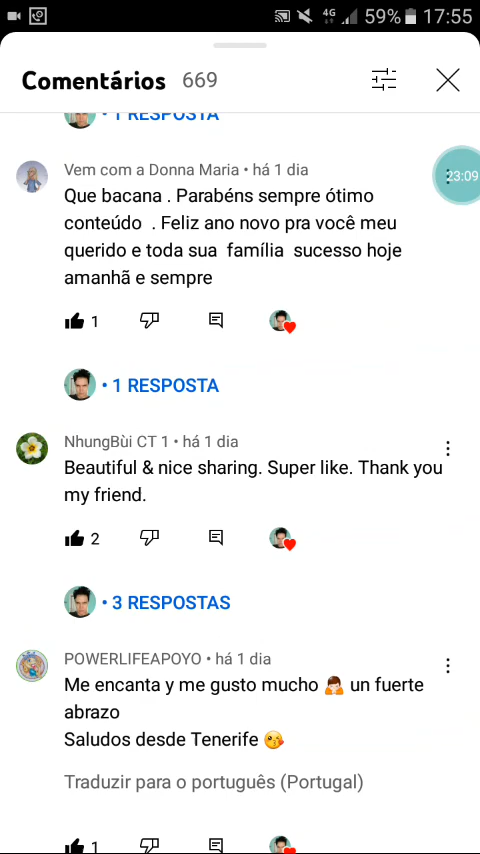 4G 59% 17:55
Comentários 669
• 1 RESPOSTA
Vem com a Donna Maria • há 1 dia
23:09
Que bacana . Parabéns sempre ótimo
conteúdo . Feliz ano novo pra você meu
querido e toda sua família sucesso hoje
amanhã e sempre
1
• 1 RESPOSTA
NhungBùi CT 1 • há 1 dia
Beautiful & nice sharing. Super like. Thank you
my friend.
2
• 3 RESPOSTAS
POWERLIFEAPOYO • há 1 dia
Me encanta y me gusto mucho 🙇 un fuerte
abrazo
Saludos desde Tenerife 😘
Traduzir para o português (Portugal)
1